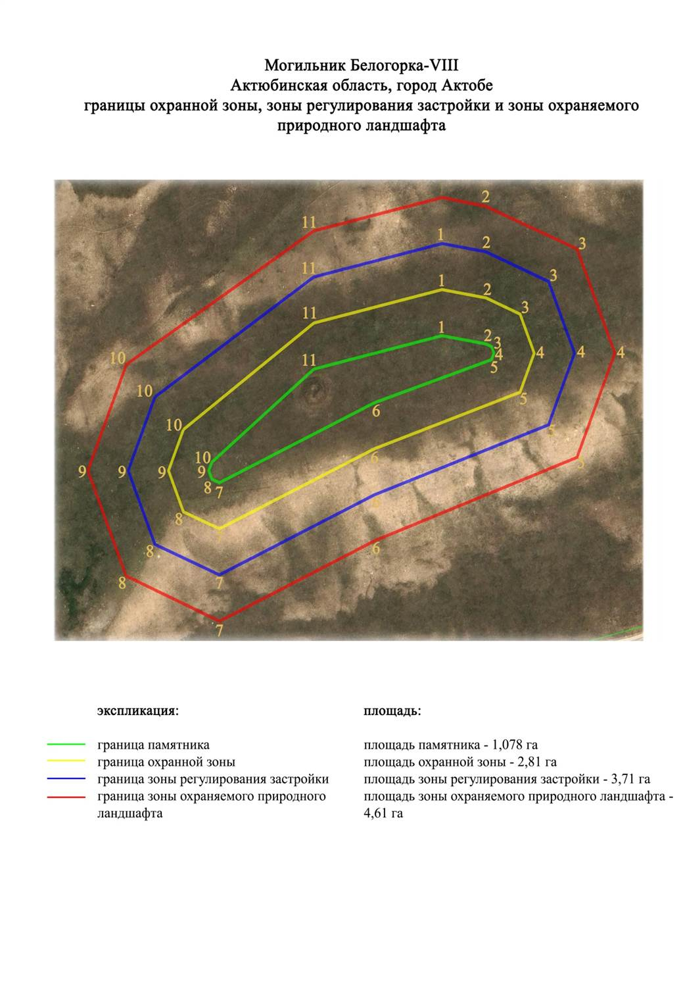 Могильник Белогорка-VIII
Актюбинская область, город Актобе
границы охранной зоны, зоны регулирования застройки и зоны охраняемого
природного ландшафта
2
11
3
1
2
11
3
1
2
11
3
1
2
3
10
4
4
4
4
11
5
10
5
6
10
5
10
6
9
9
9
9
5
8
7
6
8
7
8
6
8
7
7
экспликация:
площадь:
граница памятника
площадь памятника - 1,078 га
граница охранной зоны
площадь охранной зоны - 2,81 га
граница зоны регулирования застройки
площадь зоны регулирования застройки - 3,71 га
граница зоны охраняемого природного
площадь зоны охраняемого природного ландшафта -
ландшафта
4,61 га